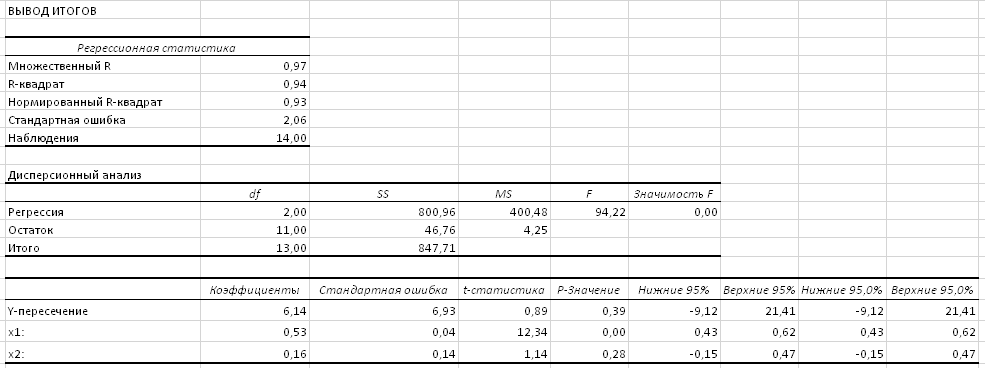 ВЫВОД ИТОГОВ
Регрессионная статистика
Множественный R 0,97
R-квадрат 0,94
Нормированный R-квадрат 0,93
Стандартная ошибка 2,06
Наблюдения 14,00
Дисперсионный анализ
df SS MS F Значимость F
Регрессия 2,00 800,96 400,48 94,22 0,00
Остаток 11,00 46,76 4,25
Итого 13,00 847,71
Коэффициенты Стандартная ошибка t-статистика P-Значение Нижние 95% Верхние 95% Нижние 95,0% Верхние 95,0%
Y-пересечение 6,14 6,93 0,89 0,39 -9,12 21,41 -9,12 21,41
x1: 0,53 0,04 12,34 0,00 0,43 0,62 0,43 0,62
x2: 0,16 0,14 1,14 0,28 -0,15 0,47 -0,15 0,47